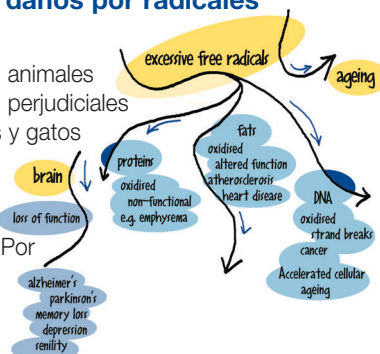 daños por radicales
animales
perjudiciales
s y gatos
Por
excessive free radicals
ageing
brain
loss of function
alzheimer's
parkinson's
memory loss
depression
senility
proteins
oxidised
non-functional
e.g. emphysema
fats
oxidised
altered function
atherosclerosis
heart disease
DNA
oxidised
strand breaks
cancer
Accelerated cellular
ageing